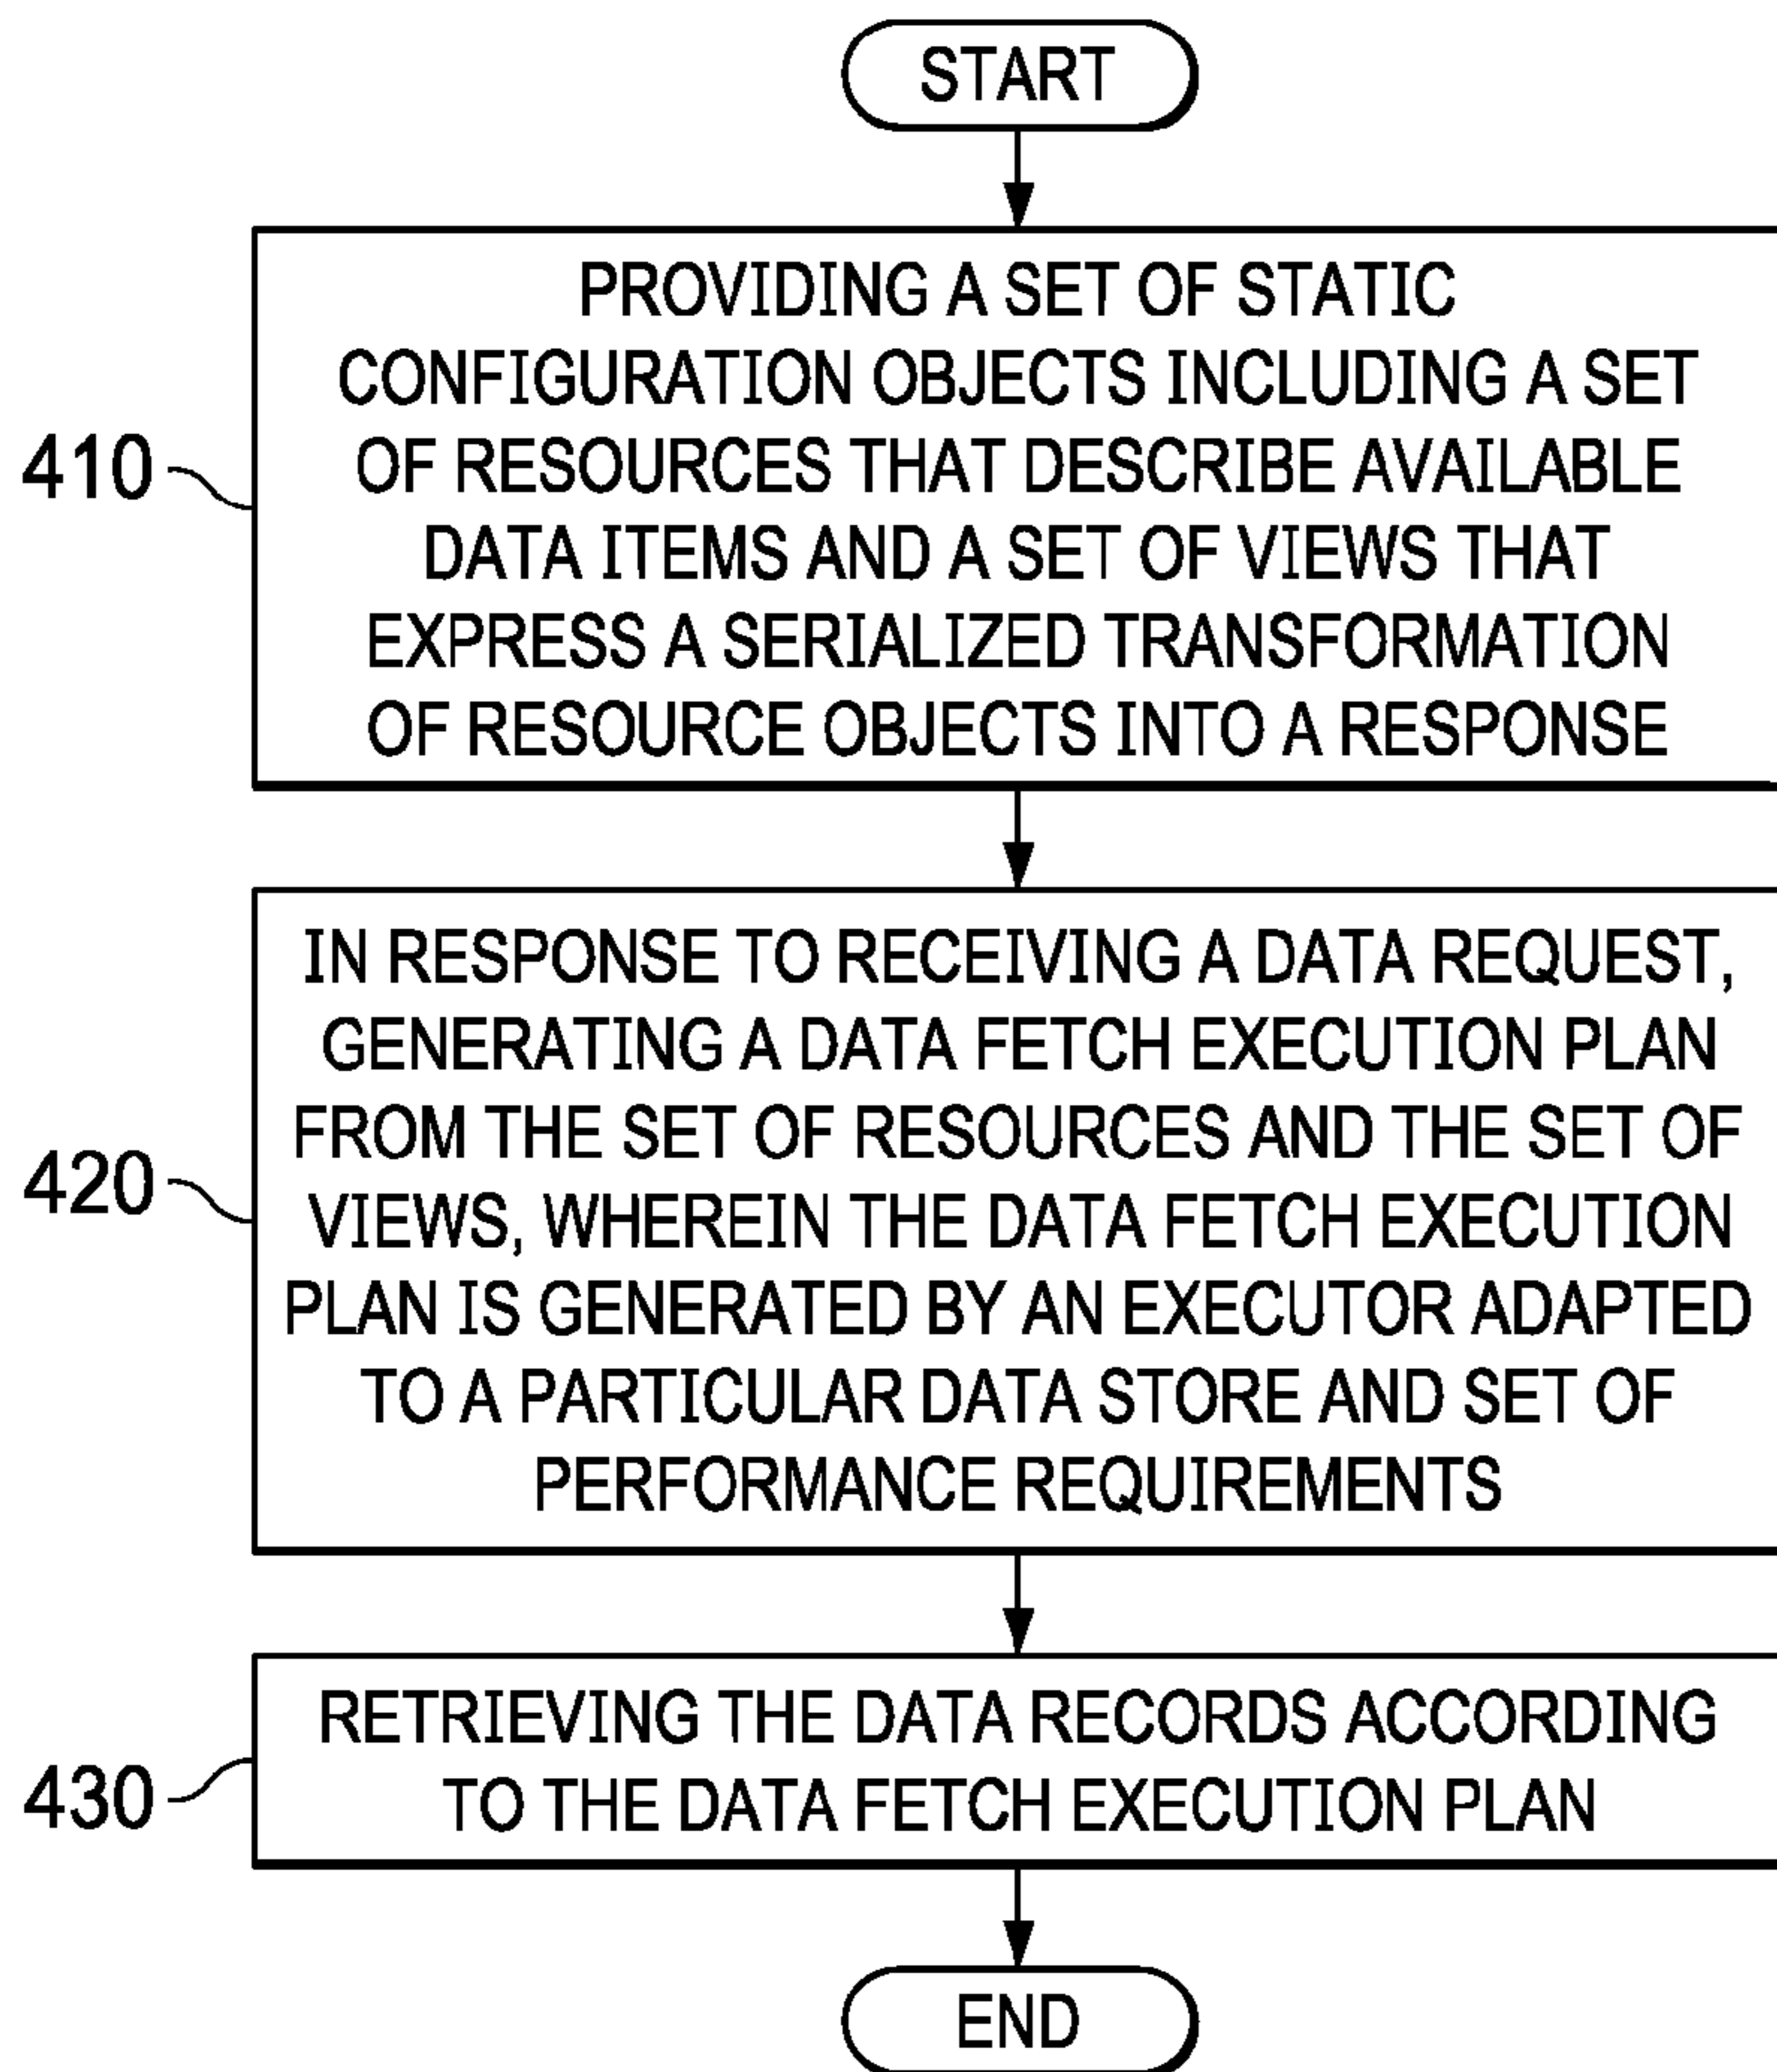 START
PROVIDING A SET OF STATIC
CONFIGURATION OBJECTS INCLUDING A SET
OF RESOURCES THAT DESCRIBE AVAILABLE
DATA ITEMS AND A SET OF VIEWS THAT
EXPRESS A SERIALIZED TRANSFORMATION
OF RESOURCE OBJECTS INTO A RESPONSE
410
IN RESPONSE TO RECEIVING A DATA REQUEST,
GENERATING A DATA FETCH EXECUTION PLAN
FROM THE SET OF RESOURCES AND THE SET OF
VIEWS, WHEREIN THE DATA FETCH EXECUTION
PLAN IS GENERATED BY AN EXECUTOR ADAPTED
TO A PARTICULAR DATA STORE AND SET OF
PERFORMANCE REQUIREMENTS
420
RETRIEVING THE DATA RECORDS ACCORDING
TO THE DATA FETCH EXECUTION PLAN
430
END